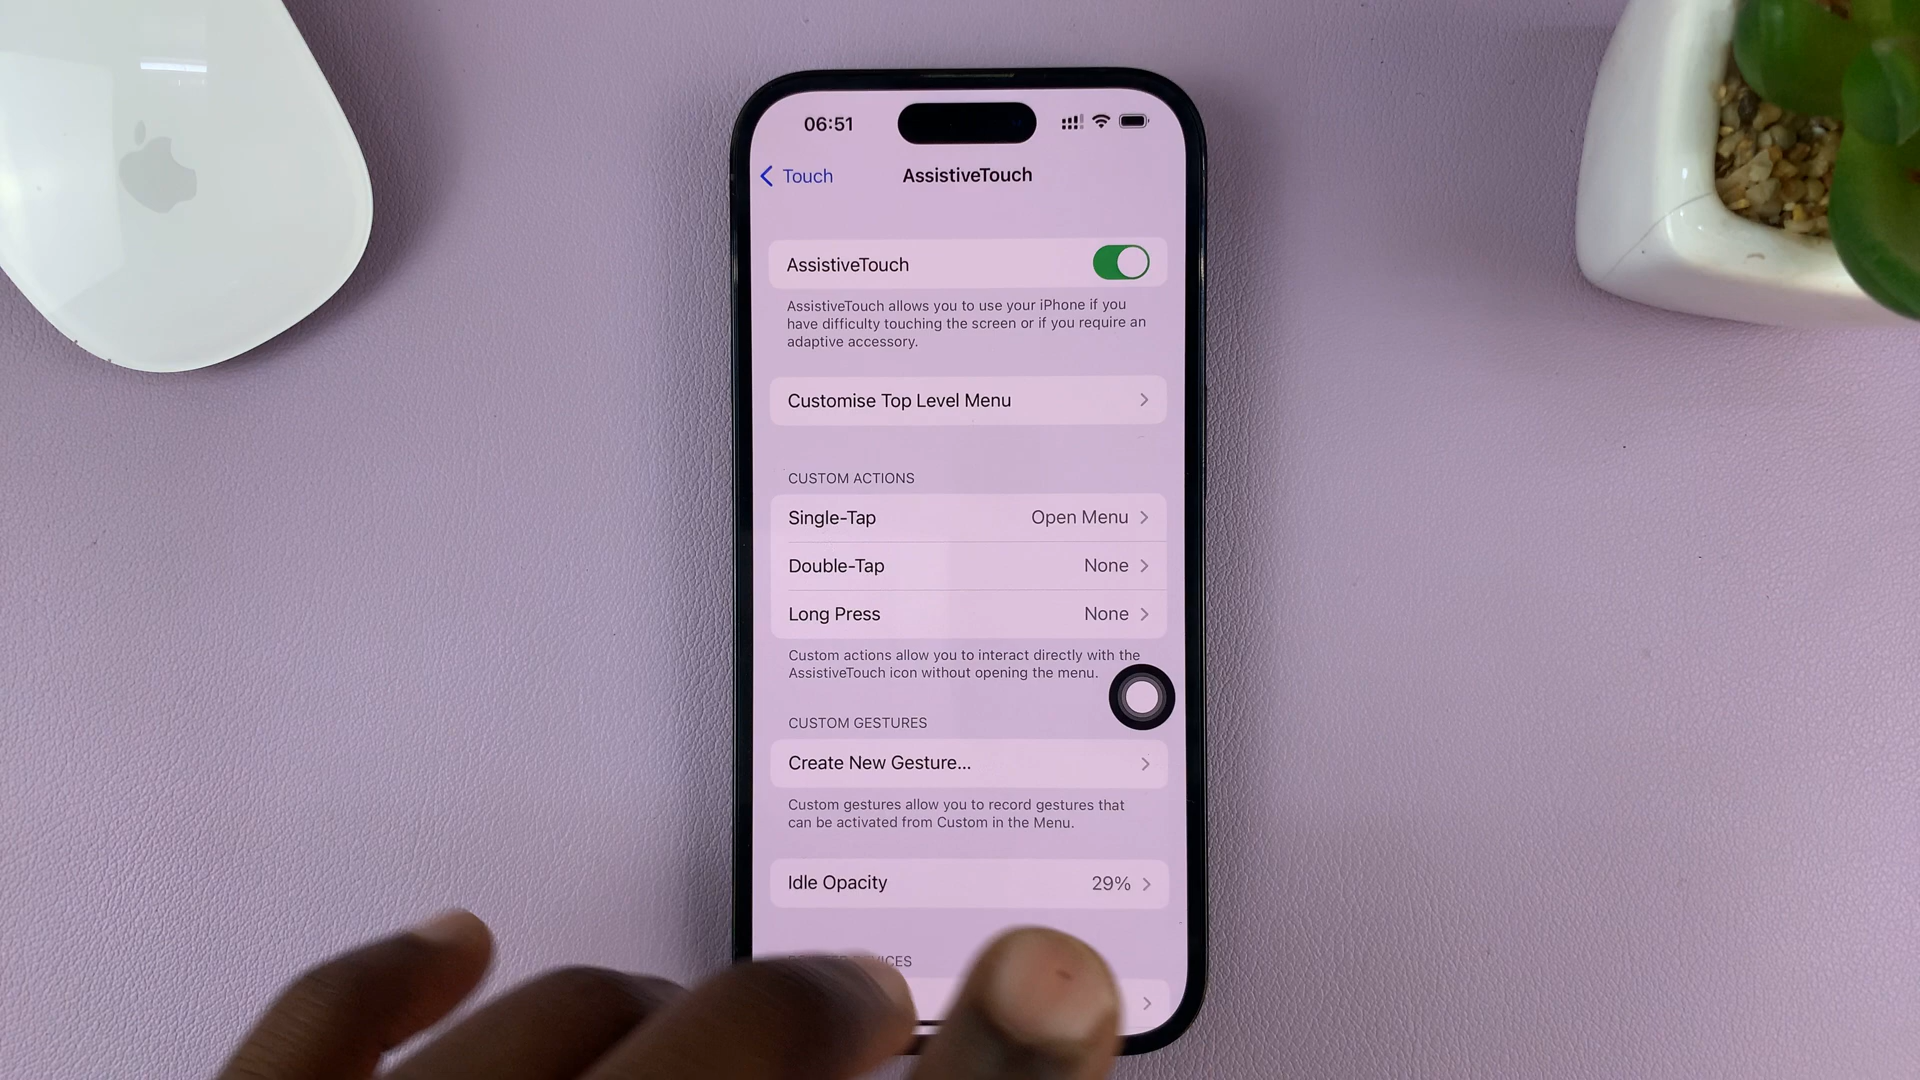 06:51
Touch
AssistiveTouch
AssistiveTouch
AssistiveTouch allows you to use your iPhone if you
have difficulty touching the screen or if you require an
adaptive accessory.
Customise Top Level Menu
CUSTOM ACTIONS
Single-Tap Open Menu
Double-Tap None
Long Press None
Custom actions allow you to interact directly with the
AssistiveTouch icon without opening the menu.
CUSTOM GESTURES
Create New Gesture...
Custom gestures allow you to record gestures that
can be activated from Custom in the Menu.
Idle Opacity 29%